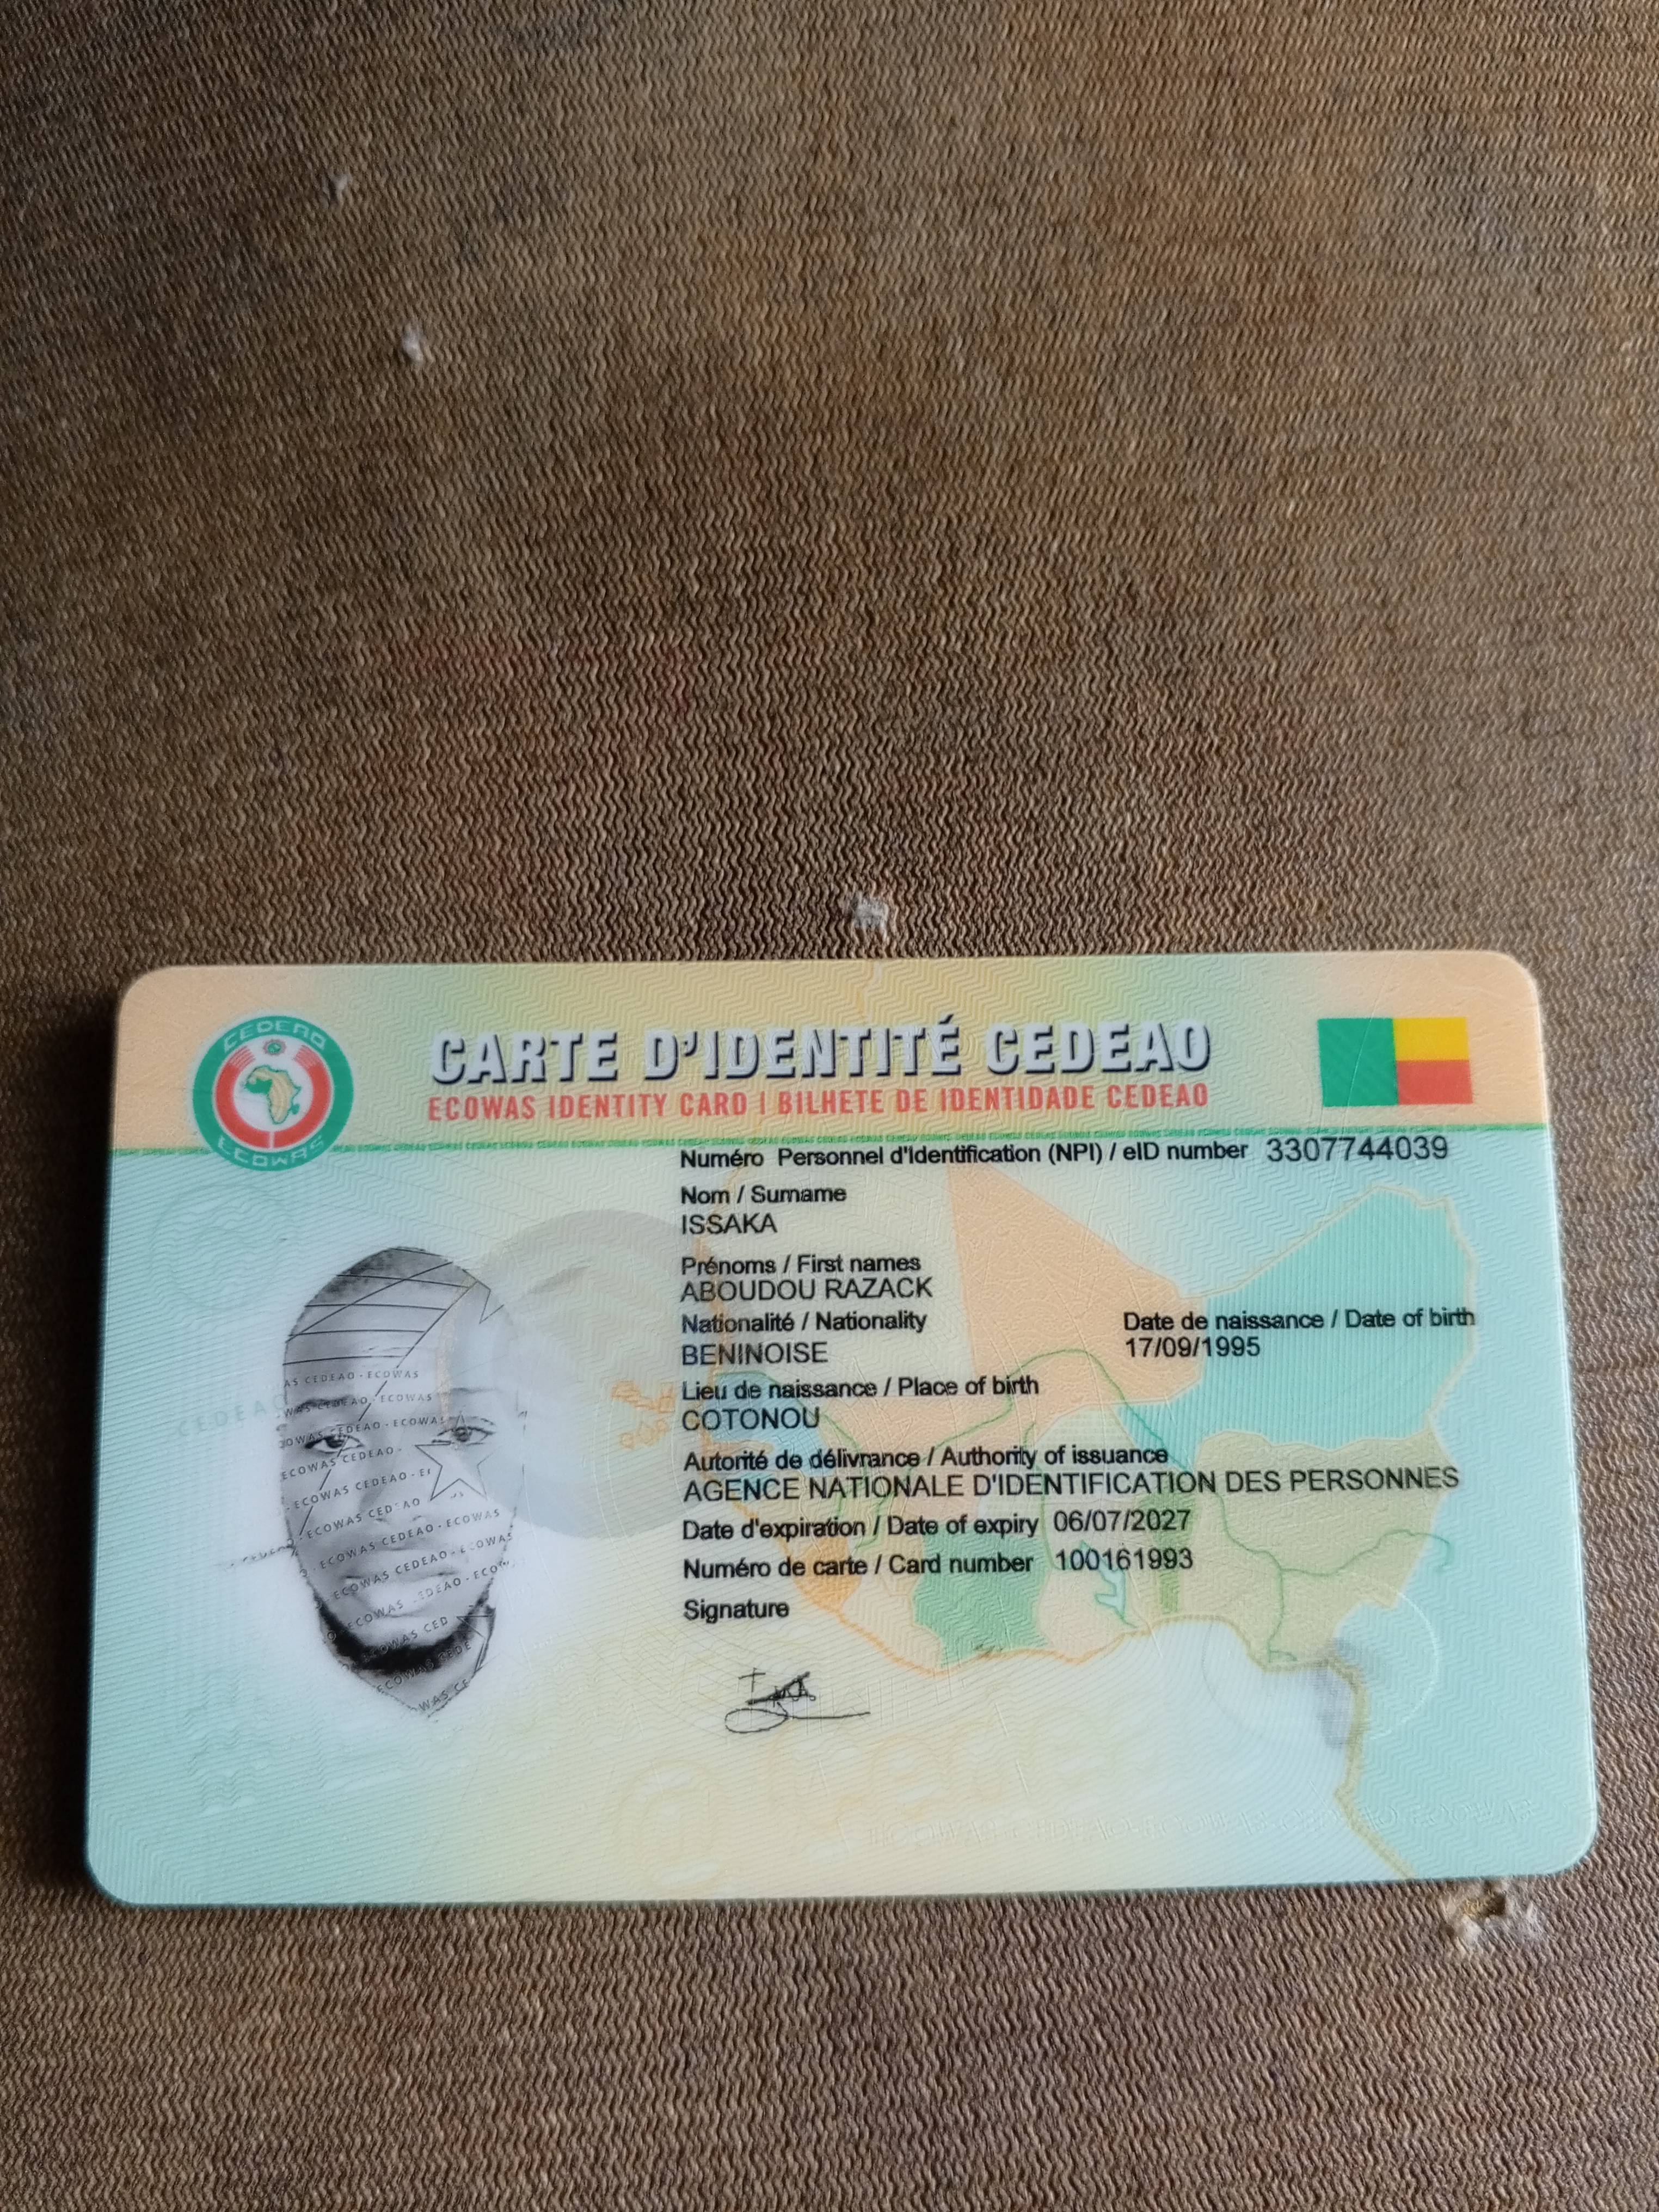 CEDEAO
ECOWAS
CARTE D'IDENTITÉ CEDEAO
ECOWAS IDENTITY CARD | BILHETE DE IDENTIDADE CEDEAO
Numéro Personnel d'Identification (NPI) / eID number 3307744039
Nom / Surname
ISSAKA
Prénoms / First names
ABOUDOU RAZACK
Nationalité / Nationality
BENINOISE
Date de naissance / Date of birth
17/09/1995
Lieu de naissance / Place of birth
COTONOU
Autorité de délivrance / Authority of issuance
AGENCE NATIONALE D'IDENTIFICATION DES PERSONNES
Date d'expiration / Date of expiry 06/07/2027
Numéro de carte / Card number 100161993
Signature